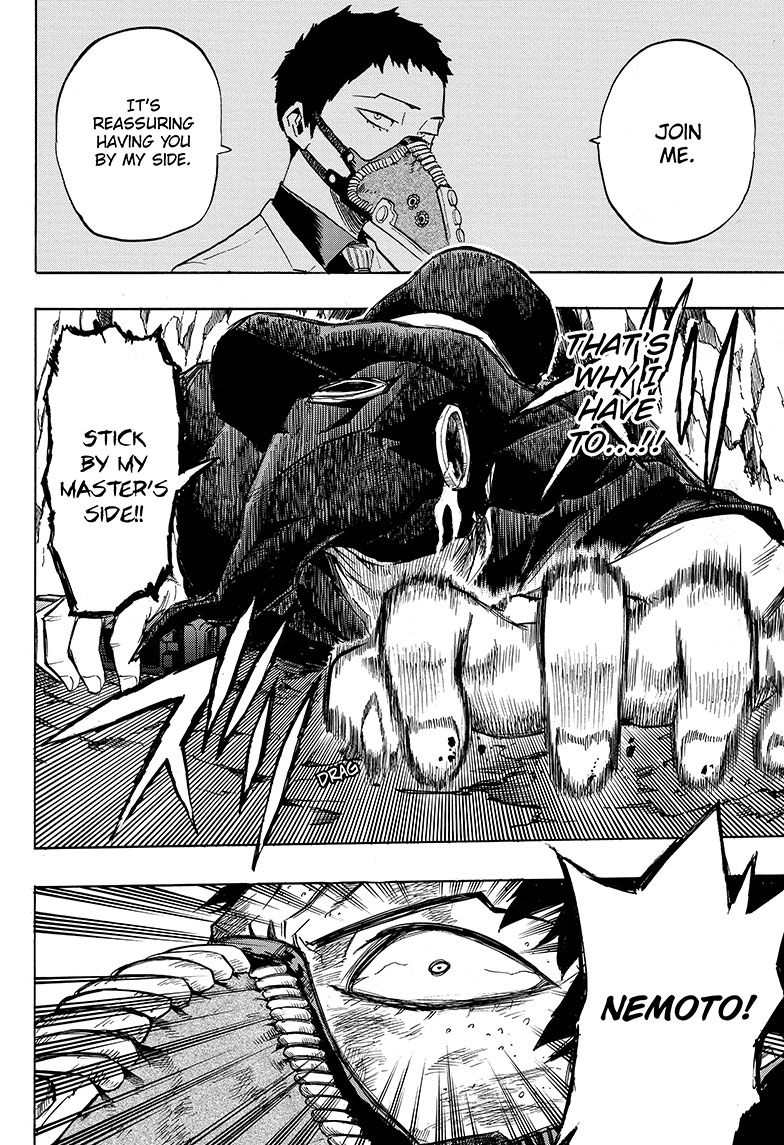 JOIN
ME.
IT'S
REASSURING
HAVING YOU
BY MY SIDE.
THAT'S
WHY I
HAVE
TO...!!
STICK
BY MY
MASTER'S
SIDE!!
DRAG
NEMOTO!